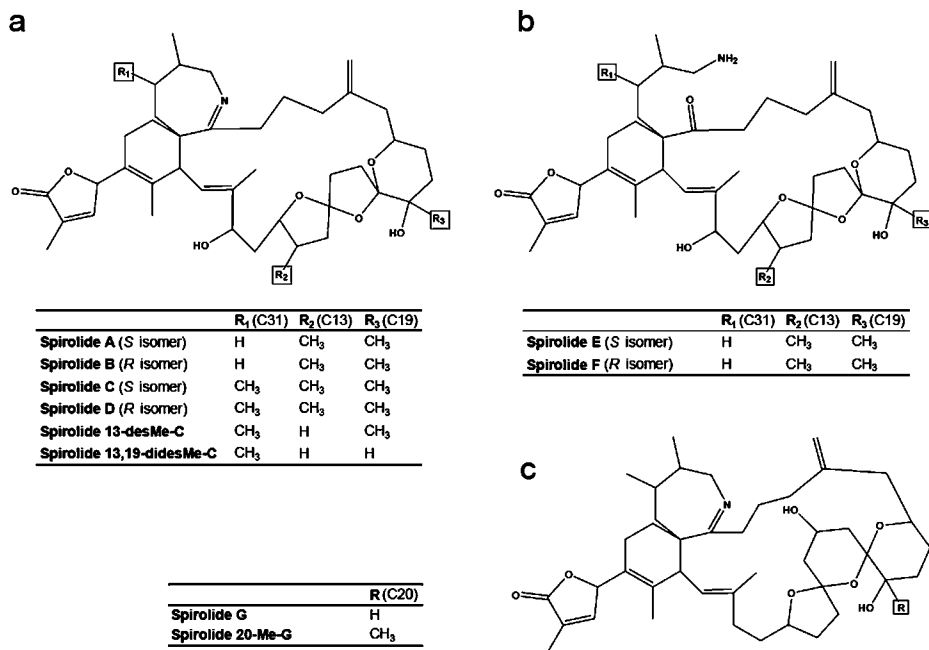 a
R₁
N
O
O
HO
R₂
O
O
O
HO
R₃
R₁ (C31) R₂ (C13) R₃ (C19)
Spirolide A (S isomer) H CH₃ CH₃
Spirolide B (R isomer) H CH₃ CH₃
Spirolide C (S isomer) CH₃ CH₃ CH₃
Spirolide D (R isomer) CH₃ CH₃ CH₃
Spirolide 13-desMe-C CH₃ H CH₃
Spirolide 13,19-didesMe-C CH₃ H H
b
R₁
NH₂
O
O
O
HO
R₂
O
O
O
HO
R₃
R₁ (C31) R₂ (C13) R₃ (C19)
Spirolide E (S isomer) H CH₃ CH₃
Spirolide F (R isomer) H CH₃ CH₃
R (C20)
Spirolide G H
Spirolide 20-Me-G CH₃
c
N
HO
O
O
O
O
O
HO
R